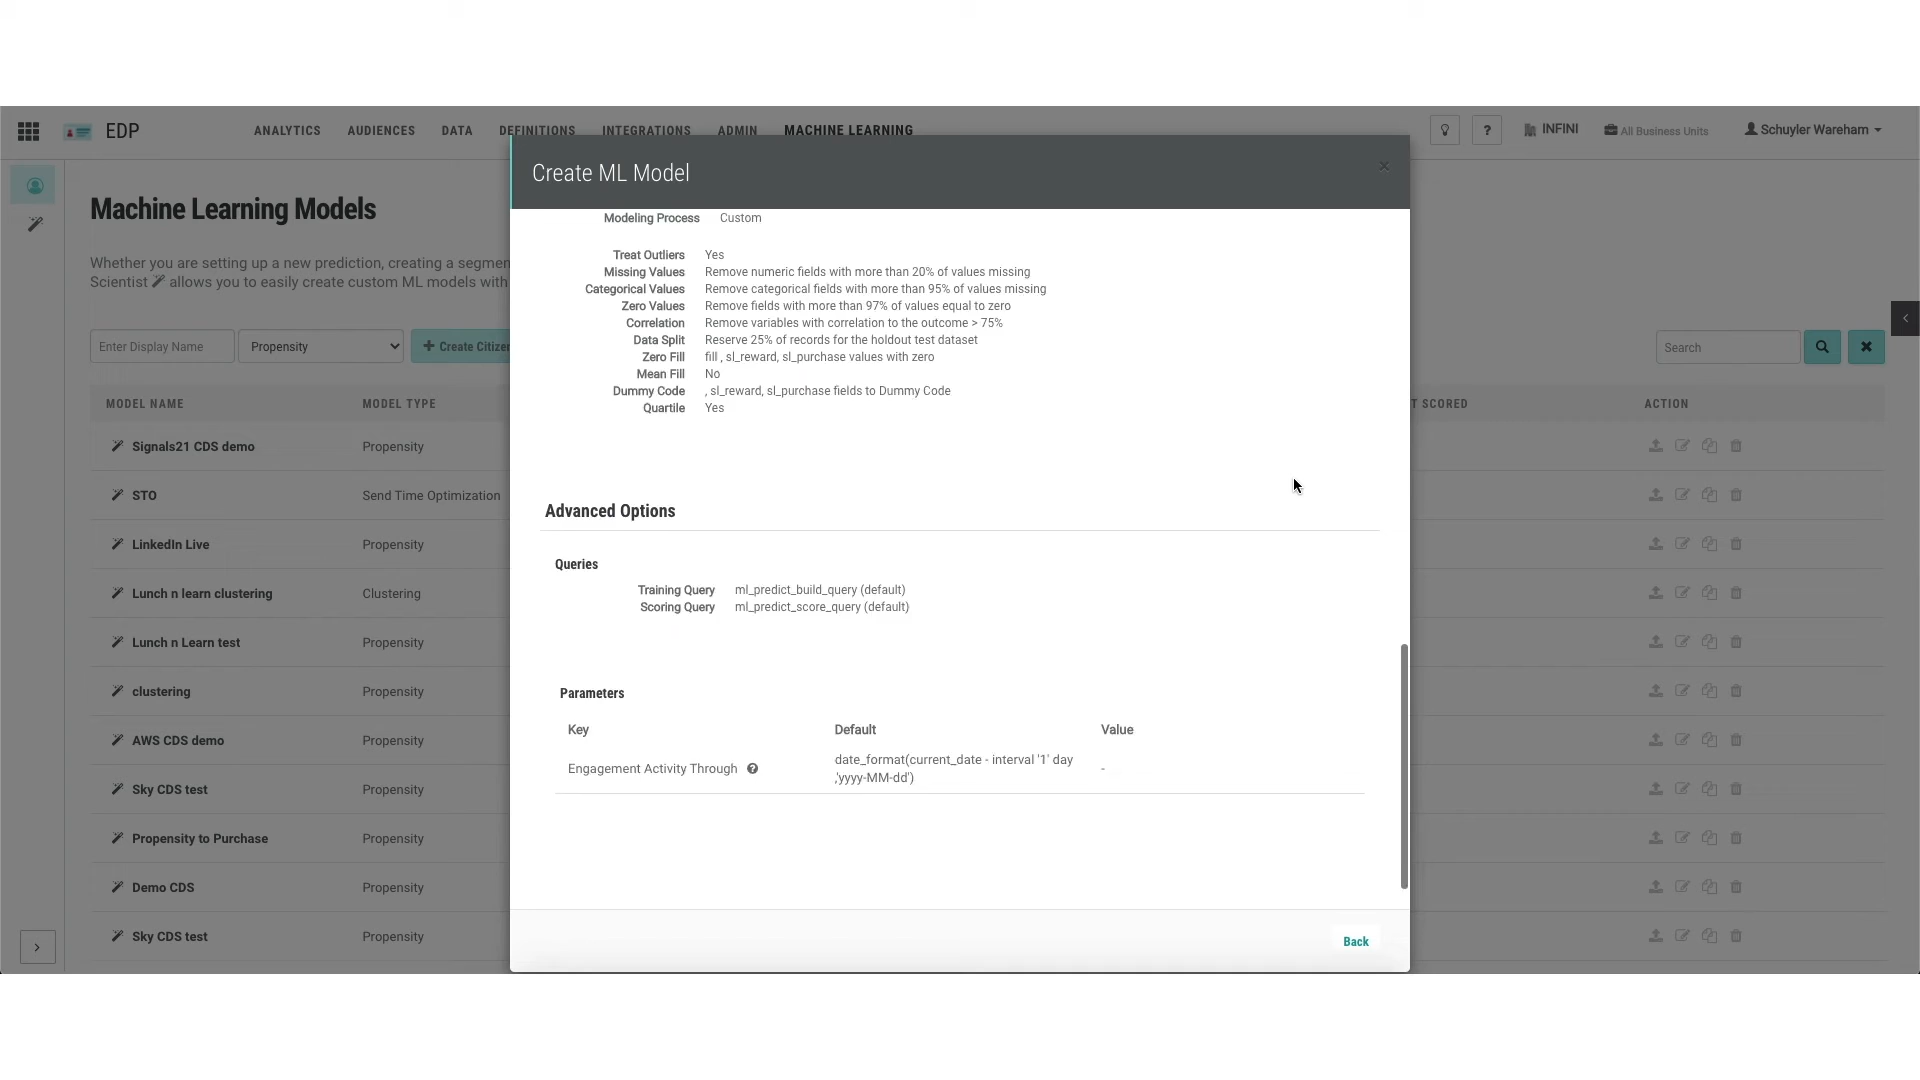 EDP
ANALYTICS AUDIENCES DATA DEFINITIONS INTEGRATIONS ADMIN MACHINE LEARNING
? INFINI All Business Units Schuyler Wareham
Machine Learning Models
Whether you are setting up a new prediction, creating a segmen
Scientist allows you to easily create custom ML models with
Enter Display Name Propensity + Create Citizen
Search
MODEL NAME MODEL TYPE T SCORED ACTION
Signals21 CDS demo Propensity
STO Send Time Optimization
LinkedIn Live Propensity
Lunch n learn clustering Clustering
Lunch n Learn test Propensity
clustering Propensity
AWS CDS demo Propensity
Sky CDS test Propensity
Propensity to Purchase Propensity
Demo CDS Propensity
Sky CDS test Propensity
Create ML Model ×
Modeling Process Custom
Treat Outliers Yes
Missing Values Remove numeric fields with more than 20% of values missing
Categorical Values Remove categorical fields with more than 95% of values missing
Zero Values Remove fields with more than 97% of values equal to zero
Correlation Remove variables with correlation to the outcome > 75%
Data Split Reserve 25% of records for the holdout test dataset
Zero Fill fill , sl_reward, sl_purchase values with zero
Mean Fill No
Dummy Code , sl_reward, sl_purchase fields to Dummy Code
Quartile Yes
Advanced Options
Queries
Training Query ml_predict_build_query (default)
Scoring Query ml_predict_score_query (default)
Parameters
Key Default Value
Engagement Activity Through ? date_format(current_date - interval '1' day -
,'yyyy-MM-dd')
Back